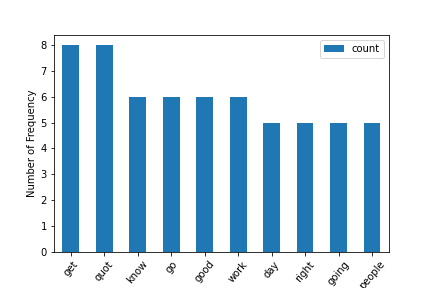 count
Number of Frequency
8
7
6
5
4
3
2
1
0
get
quot
know
go
good
work
day
right
going
people